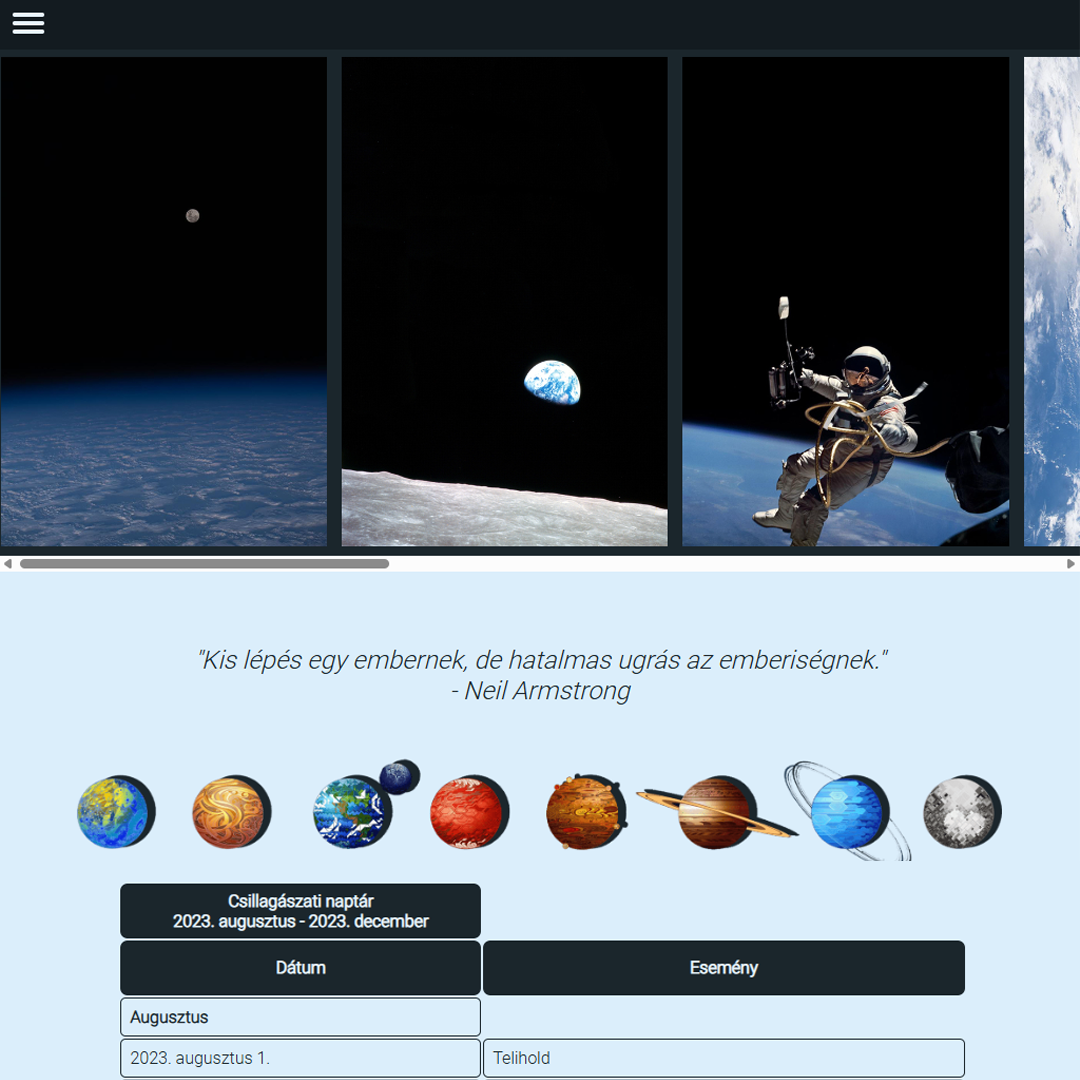 "Kis lépés egy embernek, de hatalmas ugrás az emberiségnek."
- Neil Armstrong
Csillagászati naptár
2023. augusztus - 2023. december
Dátum
Esemény
Augusztus
2023. augusztus 1.
Telihold